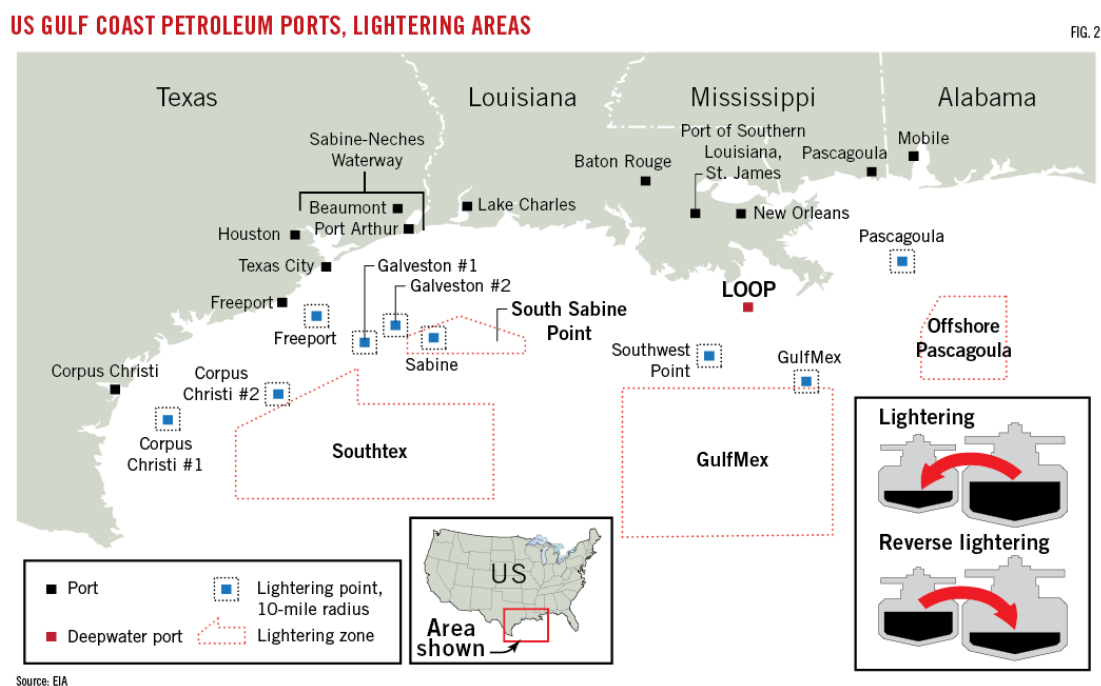 US GULF COAST PETROLEUM PORTS, LIGHTERING AREAS
FIG. 2
Texas
Louisiana
Mississippi
Alabama
Sabine-Neches
Waterway
Beaumont
Port Arthur
Houston
Texas City
Freeport
Corpus Christi
Lake Charles
Baton Rouge
Port of Southern
Louisiana,
St. James
New Orleans
Pascagoula
Mobile
Pascagoula
Galveston #1
Galveston #2
Freeport
Sabine
South Sabine
Point
LOOP
Southwest
Point
GulfMex
Offshore
Pascagoula
Corpus
Christi #2
Corpus
Christi #1
Southtex
GulfMex
Lightering
Reverse lightering
US
Area
shown
Port
Deepwater port
Lightering point,
10-mile radius
Lightering zone
Source: EIA